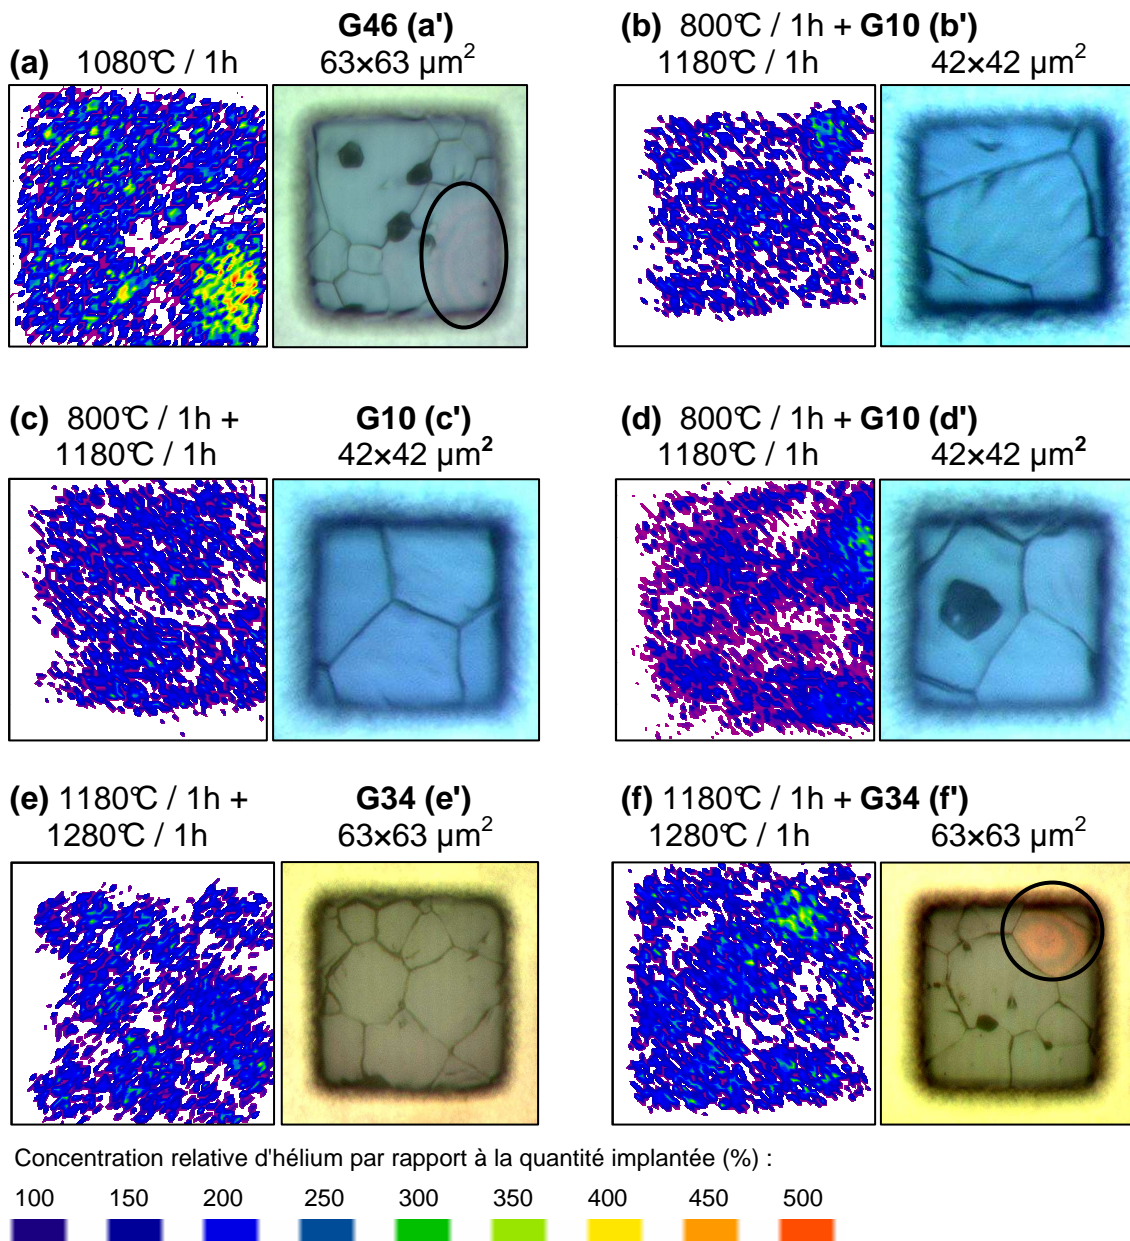 G46 (a')
(a) 1080°C / 1h 63×63 µm²
(b) 800°C / 1h + G10 (b')
1180°C / 1h 42×42 µm²
(c) 800°C / 1h + G10 (c')
1180°C / 1h 42×42 µm²
(d) 800°C / 1h + G10 (d')
1180°C / 1h 42×42 µm²
(e) 1180°C / 1h + G34 (e')
1280°C / 1h 63×63 µm²
(f) 1180°C / 1h + G34 (f')
1280°C / 1h 63×63 µm²
Concentration relative d'hélium par rapport à la quantité implantée (%) :
100 150 200 250 300 350 400 450 500